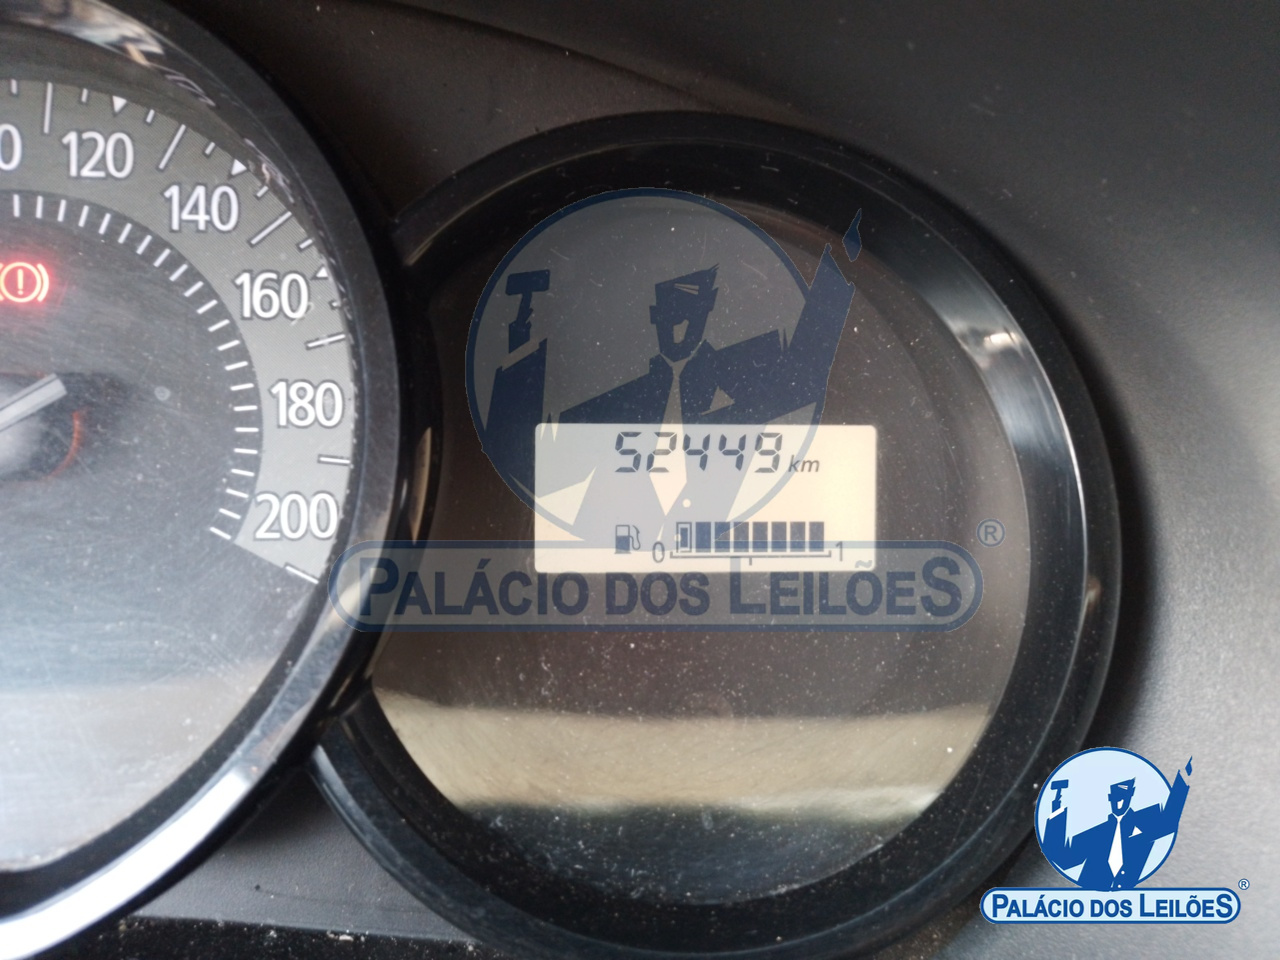 120
140
160
180
200
52449 km
0 1
PALÁCIO DOS LEILÕES ®
PALÁCIO DOS LEILÕES ®